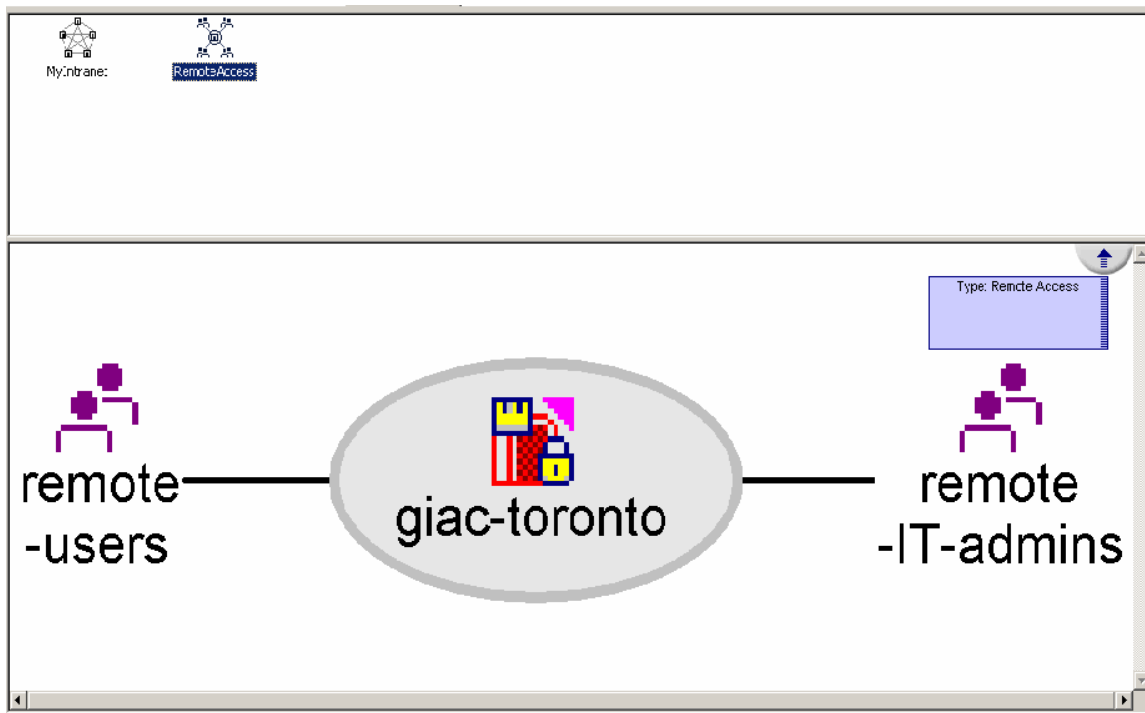 MyIntranet
RemoteAccess
Type: Remote Access
remote
-users
giac-toronto
remote
-IT-admins